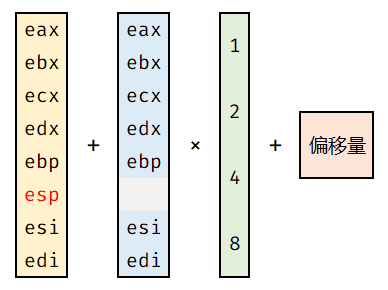 eax
ebx
ecx
edx
ebp
esp
esi
edi
+
eax
ebx
ecx
edx
ebp
esi
edi
×
1
2
4
8
+
偏移量